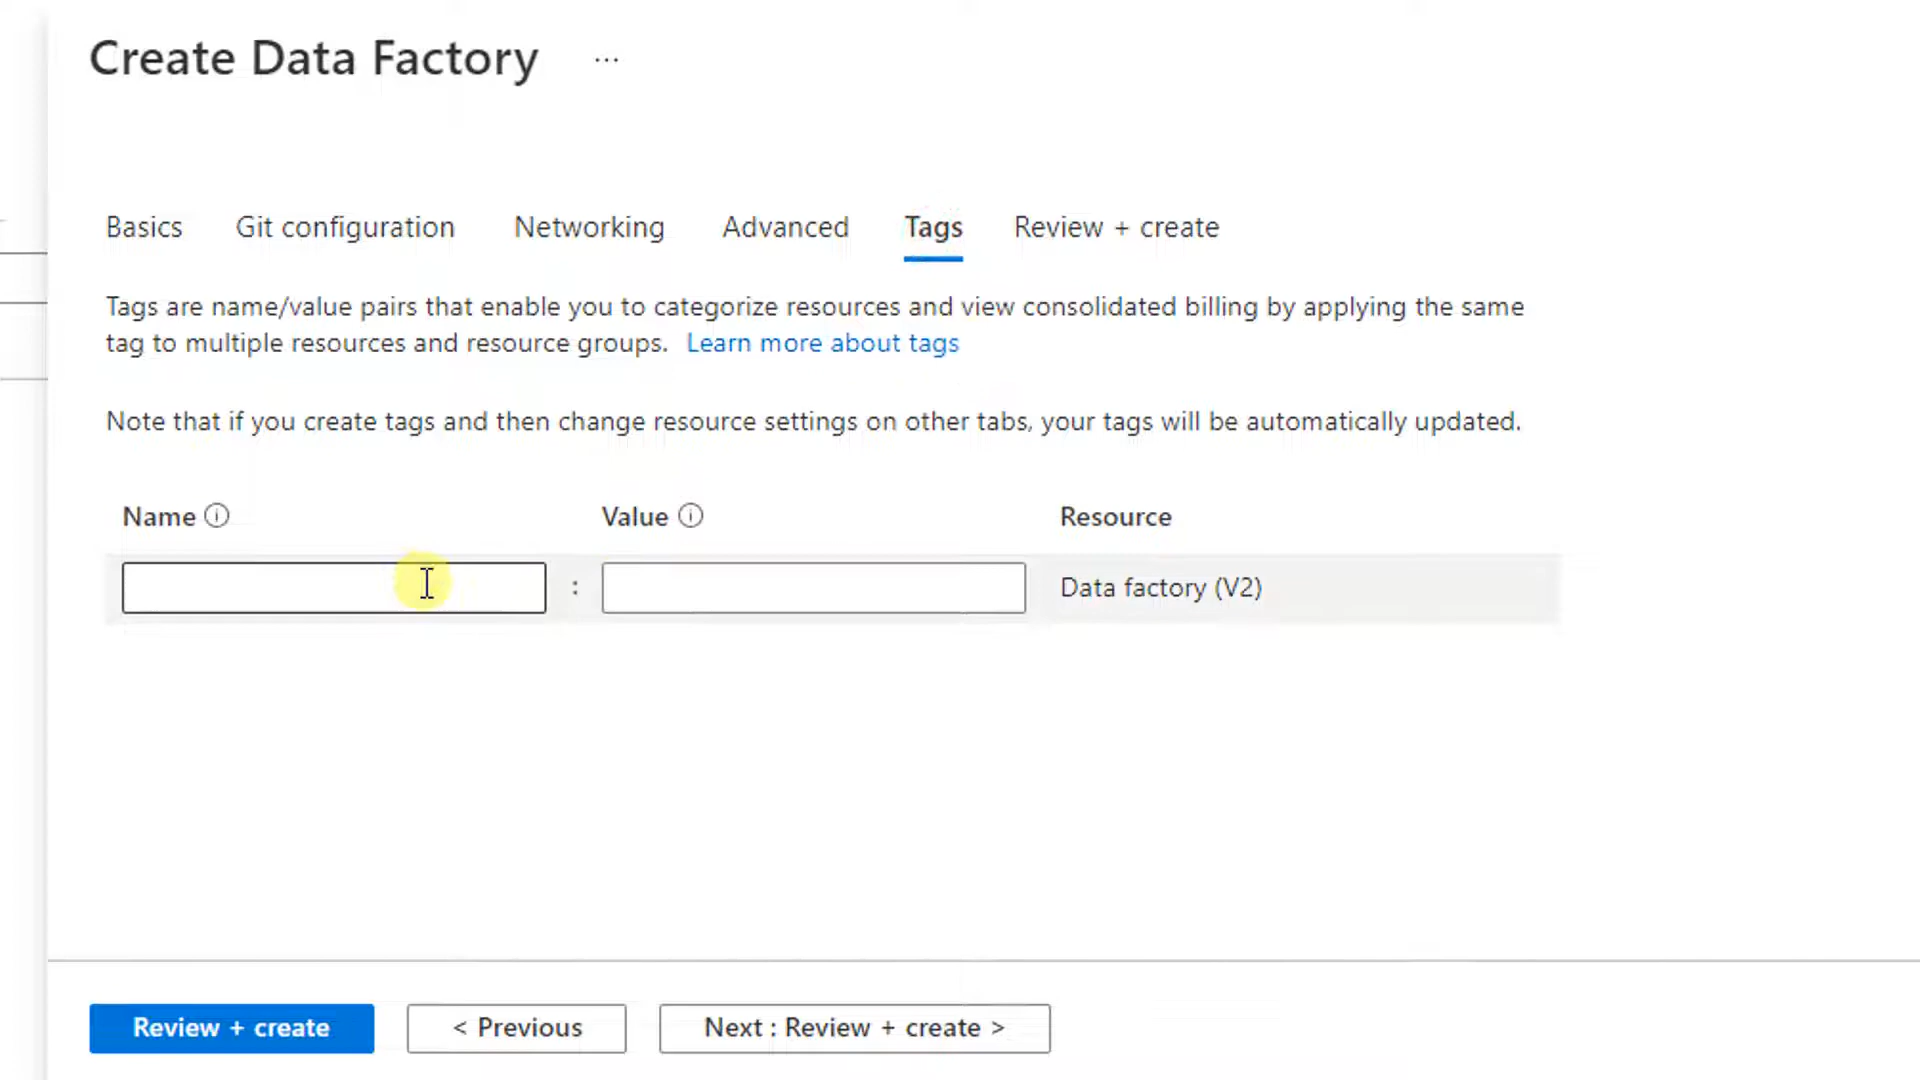 Create Data Factory ...
Basics Git configuration Networking Advanced Tags Review + create
Tags are name/value pairs that enable you to categorize resources and view consolidated billing by applying the same
tag to multiple resources and resource groups. Learn more about tags
Note that if you create tags and then change resource settings on other tabs, your tags will be automatically updated.
Name Value Resource
: Data factory (V2)
Review + create < Previous Next : Review + create >